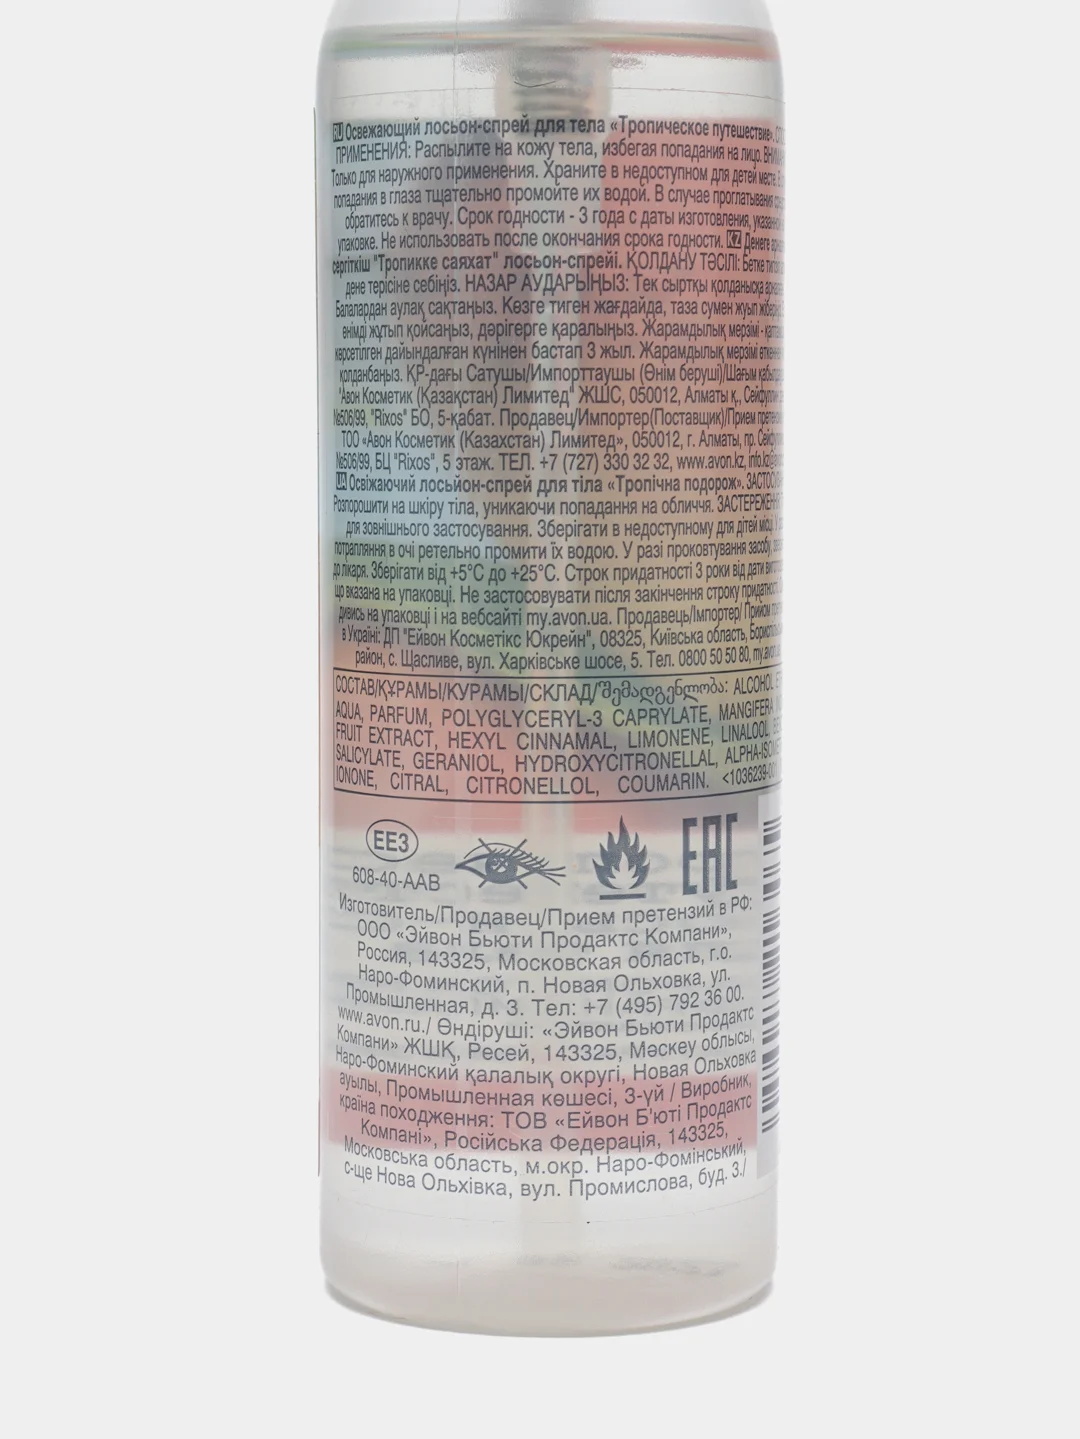 RU Освежающий лосьон-спрей для тела «Тропическое путешествие».
ПРИМЕНЕНИЯ: Распылите на кожу тела, избегая попадания на лицо.
Только для наружного применения. Храните в недоступном для детей месте.
попадания в глаза тщательно промойте их водой. В случае проглатывания
обратитесь к врачу. Срок годности - 3 года с даты изготовления,
упаковке. Не использовать после окончания срока годности. KZ Денеге
сергіткіш "Тропикке саяхат" лосьон-спрейі. ҚОЛДАНУ ТӘСІЛІ: Бетке
дене терісіне себіңіз. НАЗАР АУДАРЫҢЫЗ: Тек сыртқы қолданысқа
Балалардан аулақ сақтаңыз. Көзге тиген жағдайда, таза сумен жуып
өнімді жұтып қойсаңыз, дәрігерге қаралыңыз. Жарамдылық мерзімі -
көрсетілген дайындалған күнінен бастап 3 жыл. Жарамдылық мерзімі
қолданбаңыз. ҚР-дағы Сатушы/Импорттаушы (Өнім беруші)/Шағым
"Авон Косметик (Қазақстан) Лимитед" ЖШС, 050012, Алматы қ.,
№506/99, "Rixos" БО, 5-қабат. Продавец/Импортер(Поставщик)/Прием
ТОО «Авон Косметик (Казахстан) Лимитед», 050012, г. Алматы, пр.
№506/99, БЦ "Rixos", 5 этаж. ТЕЛ. +7 (727) 330 32 32, www.avon.kz,
UA Освіжаючий лосьйон-спрей для тіла «Тропічна подорож».
Розпорошити на шкіру тіла, уникаючи попадання на обличчя. ЗАСТЕРЕЖЕННЯ
для зовнішнього застосування. Зберігати в недоступному для дітей місці.
потрапляння в очі ретельно промити їх водою. У разі проковтування засобу,
до лікаря. Зберігати від +5°C до +25°C. Строк придатності 3 роки від дати
що вказана на упаковці. Не застосовувати після закінчення строку придатності.
дивись на упаковці і на вебсайті my.avon.ua. Продавець/Імпортер/ Прийом
в Україні: ДП "Ейвон Косметікс Юкрейн", 08325, Київська область,
район, с. Щасливе, вул. Харківське шосе, 5. Тел. 0800 50 50 80,
СОСТАВ/ҚҰРАМЫ/КУРАМЫ/СКЛАД/შემადგენლობა: ALCOHOL
AQUA, PARFUM, POLYGLYCERYL-3 CAPRYLATE, MANGIFERA
FRUIT EXTRACT, HEXYL CINNAMAL, LIMONENE, LINALOOL,
SALICYLATE, GERANIOL, HYDROXYCITRONELLAL,
IONONE, CITRAL, CITRONELLOL, COUMARIN.
EE3
608-40-AAB
EAC
Изготовитель/Продавец/Прием претензий в РФ:
ООО «Эйвон Бьюти Продактс Компани»,
Россия, 143325, Московская область, г.о.
Наро-Фоминский, п. Новая Ольховка, ул.
Промышленная, д. 3. Тел: +7 (495) 792 36 00.
www.avon.ru./ Өндіруші: «Эйвон Бьюти Продактс
Компани» ЖШҚ, Ресей, 143325, Мәскеу облысы,
Наро-Фоминский қалалық округі, Новая Ольховка
ауылы, Промышленная көшесі, 3-үй / Виробник,
країна походження: ТОВ «Ейвон Б'юті Продактс
Компані», Російська Федерація, 143325,
Московська область, м.окр. Наро-Фомінський,
с-ще Нова Ольхівка, вул. Промислова, буд. 3./